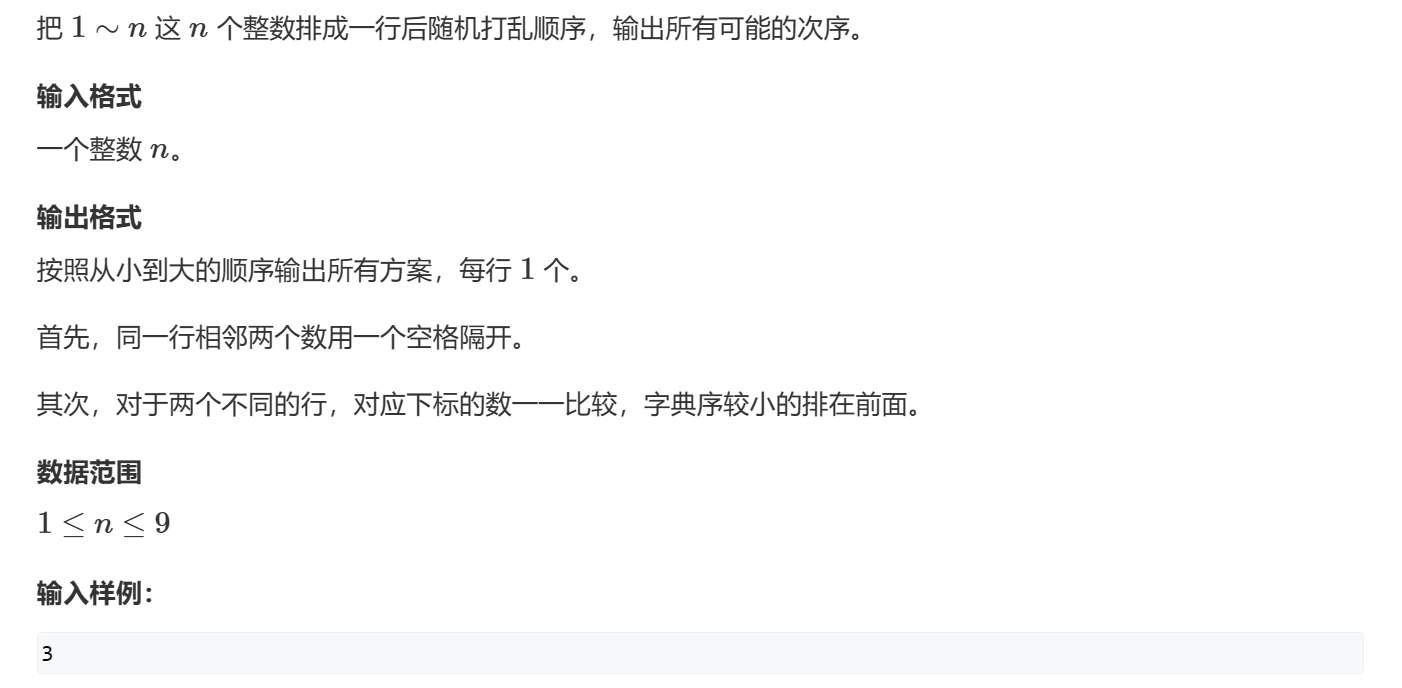 把 1 ∼ n 这 n 个整数排成一行后随机打乱顺序，输出所有可能的次序。
输入格式
一个整数 n。
输出格式
按照从小到大的顺序输出所有方案，每行 1 个。
首先，同一行相邻两个数用一个空格隔开。
其次，对于两个不同的行，对应下标的数一一比较，字典序较小的排在前面。
数据范围
1 ≤ n ≤ 9
输入样例：
3